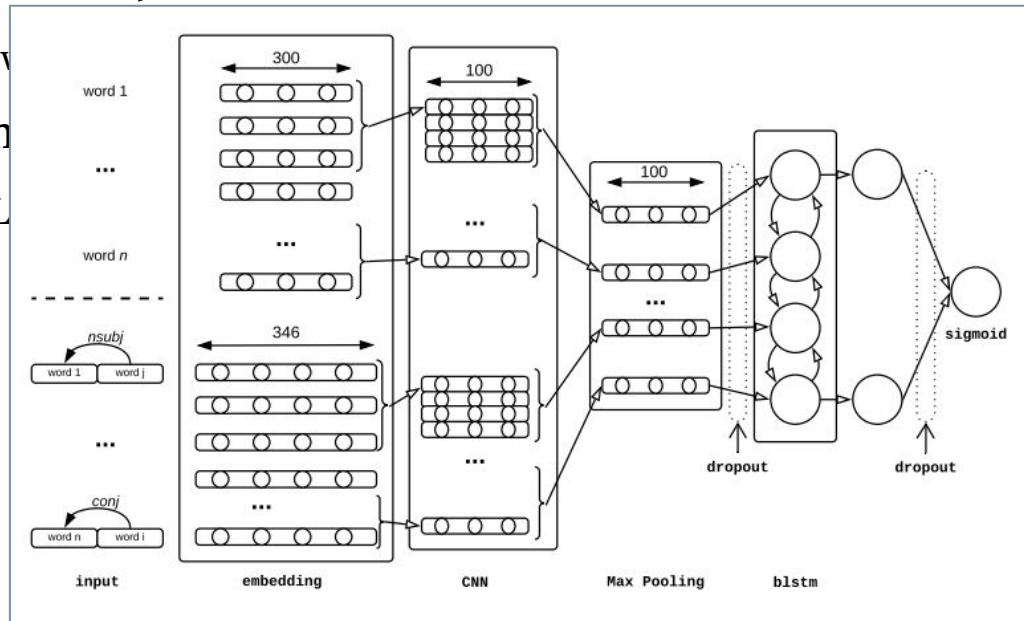 300
word 1
...
word n
...
100
...
100
...
346
nsubj
word 1 word j
...
conj
word n word i
...
...
dropout
dropout
sigmoid
input
embedding
CNN
Max Pooling
blstm